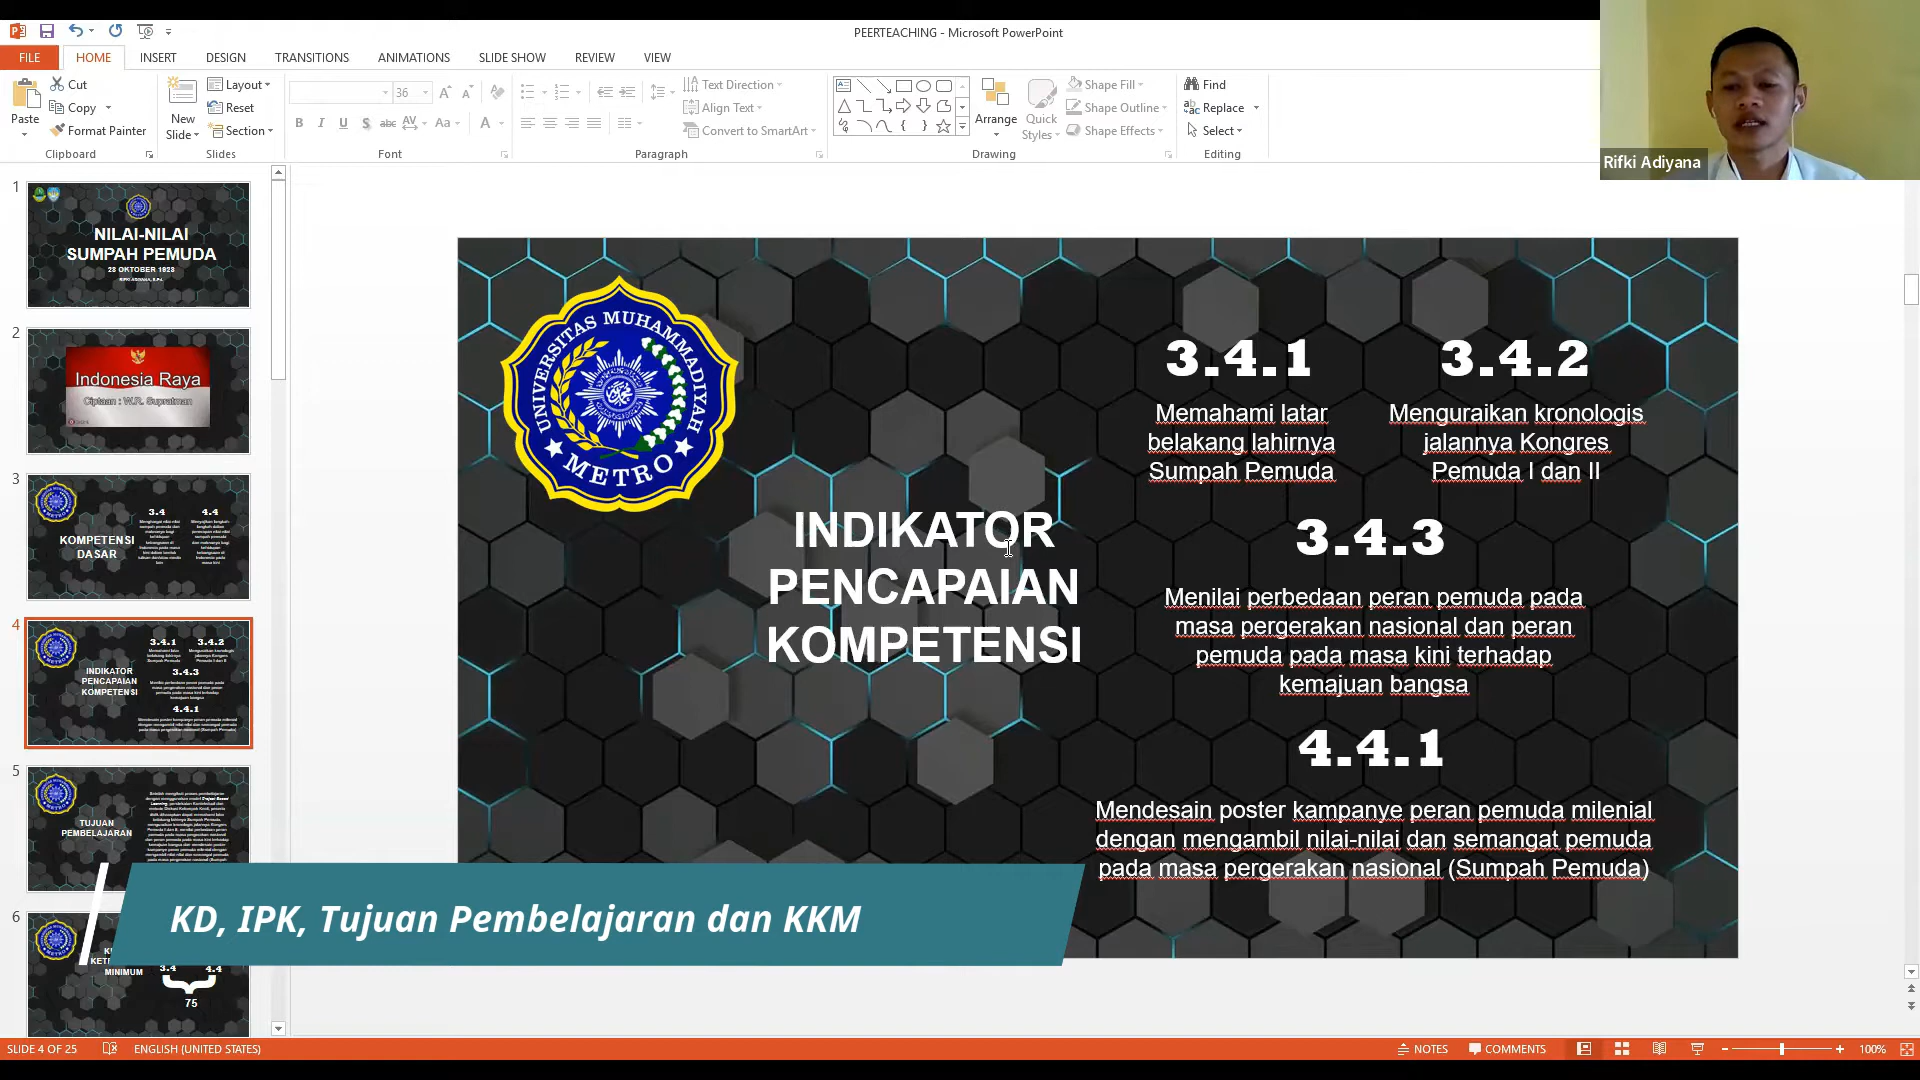 PEERTEACHING - Microsoft PowerPoint
FILE HOME INSERT DESIGN TRANSITIONS ANIMATIONS SLIDE SHOW REVIEW VIEW
Paste
Cut
Copy
Format Painter
Clipboard
New
Slide
Layout
Reset
Section
Slides
36
Font
Text Direction
Align Text
Convert to SmartArt
Paragraph
Arrange
Quick
Styles
Shape Fill
Shape Outline
Shape Effects
Drawing
Find
Replace
Select
Editing
Rifki Adiyana
1
NILAI-NILAI
SUMPAH PEMUDA
28 OKTOBER 1928
2
Indonesia Raya
Ciptaan : W.R. Supratman
3
KOMPETENSI
DASAR
3.4
4.4
4
INDIKATOR
PENCAPAIAN
KOMPETENSI
3.4.1
3.4.2
3.4.3
4.4.1
5
TUJUAN
PEMBELAJARAN
6
MINIMUM
3.4
4.4
75
UNIVERSITAS MUHAMMADIYAH
METRO
INDIKATOR
PENCAPAIAN
KOMPETENSI
3.4.1
Memahami latar
belakang lahirnya
Sumpah Pemuda
3.4.2
Menguraikan kronologis
jalannya Kongres
Pemuda I dan II
3.4.3
Menilai perbedaan peran pemuda pada
masa pergerakan nasional dan peran
pemuda pada masa kini terhadap
kemajuan bangsa
4.4.1
Mendesain poster kampanye peran pemuda milenial
dengan mengambil nilai-nilai dan semangat pemuda
pada masa pergerakan nasional (Sumpah Pemuda)
KD, IPK, Tujuan Pembelajaran dan KKM
SLIDE 4 OF 25
ENGLISH (UNITED STATES)
NOTES
COMMENTS
100%